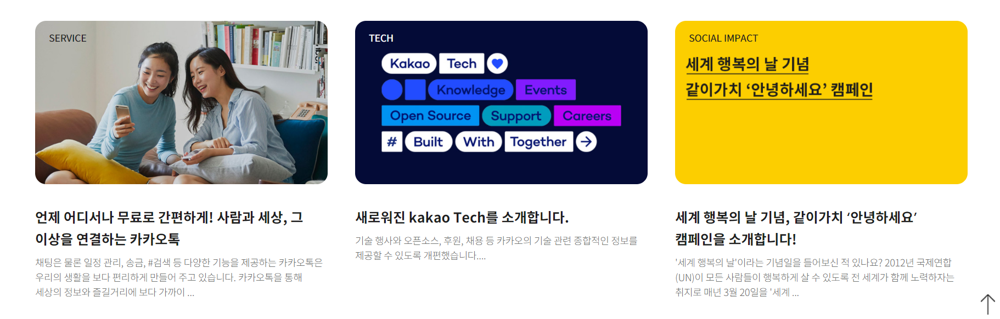 SERVICE
언제 어디서나 무료로 간편하게! 사람과 세상, 그
이상을 연결하는 카카오톡
채팅은 물론 일정 관리, 송금, #검색 등 다양한 기능을 제공하는 카카오톡은
우리의 생활을 보다 편리하게 만들어 주고 있습니다. 카카오톡을 통해
세상의 정보와 즐길거리에 보다 가까이 ...
TECH
Kakao Tech
Knowledge Events
Open Source Support Careers
# Built With Together
새로워진 kakao Tech를 소개합니다.
기술 행사와 오픈소스, 후원, 채용 등 카카오의 기술 관련 종합적인 정보를
제공할 수 있도록 개편했습니다....
SOCIAL IMPACT
세계 행복의 날 기념
같이가치 ‘안녕하세요’ 캠페인
세계 행복의 날 기념, 같이가치 ‘안녕하세요’
캠페인을 소개합니다!
'세계 행복의 날'이라는 기념일을 들어보신 적 있나요? 2012년 국제연합
(UN)이 모든 사람들이 행복하게 살 수 있도록 전 세계가 함께 노력하자는
취지로 매년 3월 20일을 '세계 ...